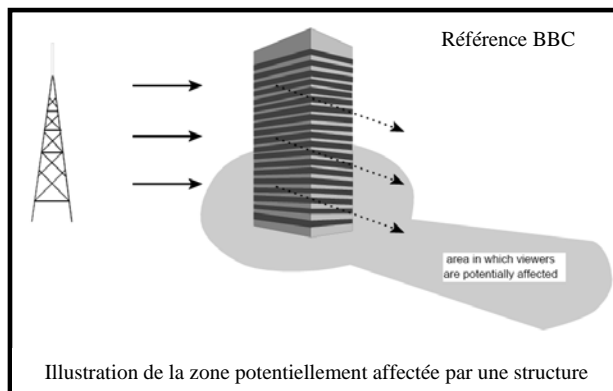 Référence BBC
area in which viewers
are potentially affected
Illustration de la zone potentiellement affectée par une structure